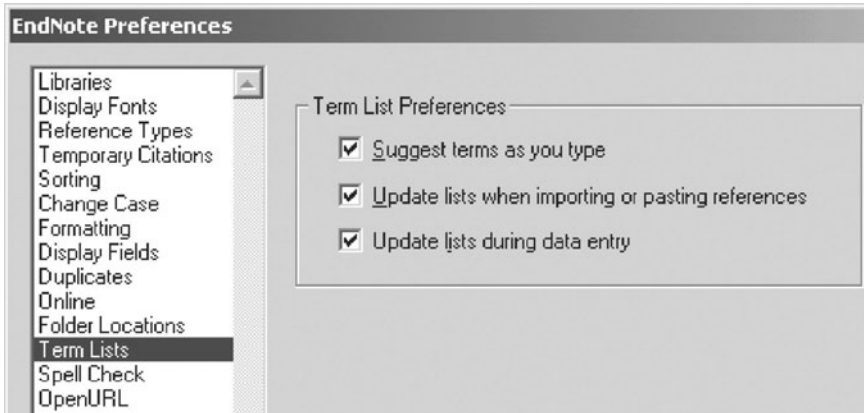 EndNote Preferences
Libraries
Display Fonts
Reference Types
Temporary Citations
Sorting
Change Case
Formatting
Display Fields
Duplicates
Online
Folder Locations
Term Lists
Spell Check
OpenURL
Term List Preferences
Suggest terms as you type
Update lists when importing or pasting references
Update lists during data entry